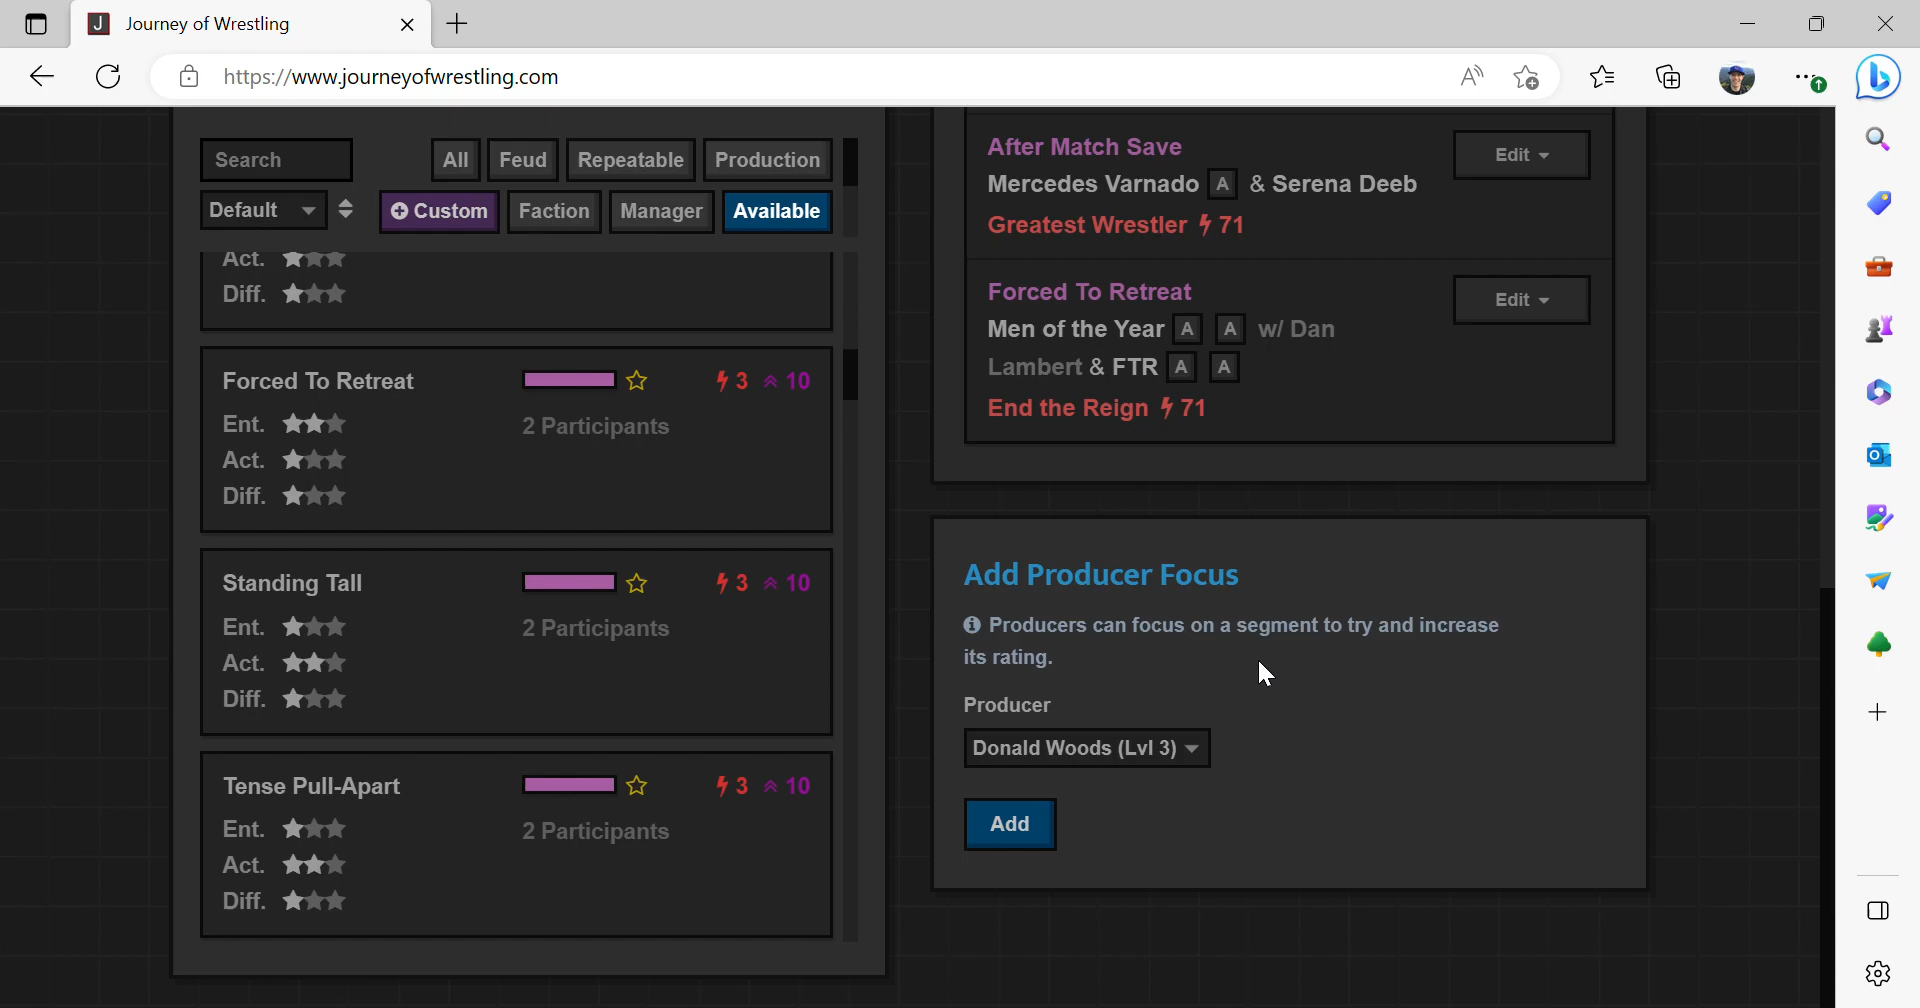 Journey of Wrestling
https://www.journeyofwrestling.com
Search
All
Feud
Repeatable
Production
Default
Custom
Faction
Manager
Available
Act.
Diff.
Forced To Retreat
3
10
Ent.
2 Participants
Act.
Diff.
Standing Tall
3
10
Ent.
2 Participants
Act.
Diff.
Tense Pull-Apart
3
10
Ent.
2 Participants
Act.
Diff.
After Match Save
Edit
Mercedes Varnado A & Serena Deeb
Greatest Wrestler 71
Forced To Retreat
Edit
Men of the Year A A w/ Dan
Lambert & FTR A A
End the Reign 71
Add Producer Focus
Producers can focus on a segment to try and increase
its rating.
Producer
Donald Woods (Lvl 3)
Add